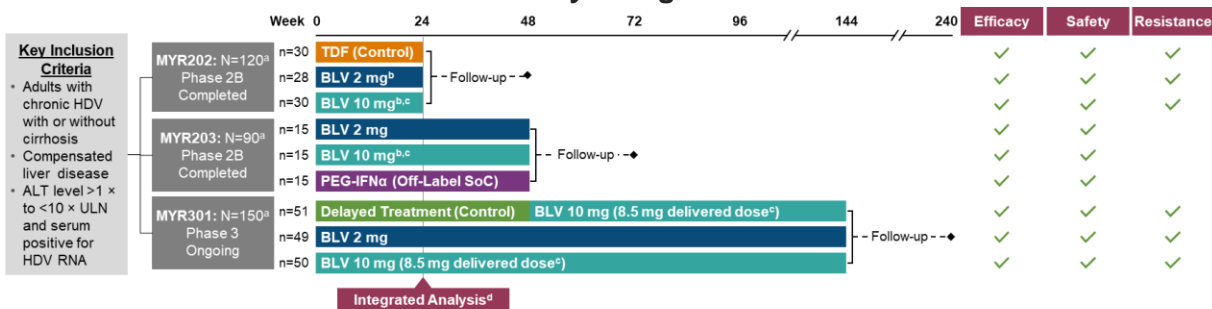 Week 0 24 48 72 96 144 240 Efficacy Safety Resistance
Key Inclusion
Criteria
• Adults with
chronic HDV
with or without
cirrhosis
• Compensated
liver disease
• ALT level >1 ×
to <10 × ULN
and serum
positive for
HDV RNA
MYR202: N=120ᵃ
Phase 2B
Completed
n=30 TDF (Control)
n=28 BLV 2 mgᵇ
n=30 BLV 10 mgᵇ,ᶜ
Follow-up
MYR203: N=90ᵃ
Phase 2B
Completed
n=15 BLV 2 mg
n=15 BLV 10 mgᵇ,ᶜ
n=15 PEG-IFNα (Off-Label SoC)
Follow-up
MYR301: N=150ᵃ
Phase 3
Ongoing
n=51 Delayed Treatment (Control) BLV 10 mg (8.5 mg delivered doseᶜ)
n=49 BLV 2 mg
n=50 BLV 10 mg (8.5 mg delivered doseᶜ)
Follow-up
Integrated Analysisᵈ